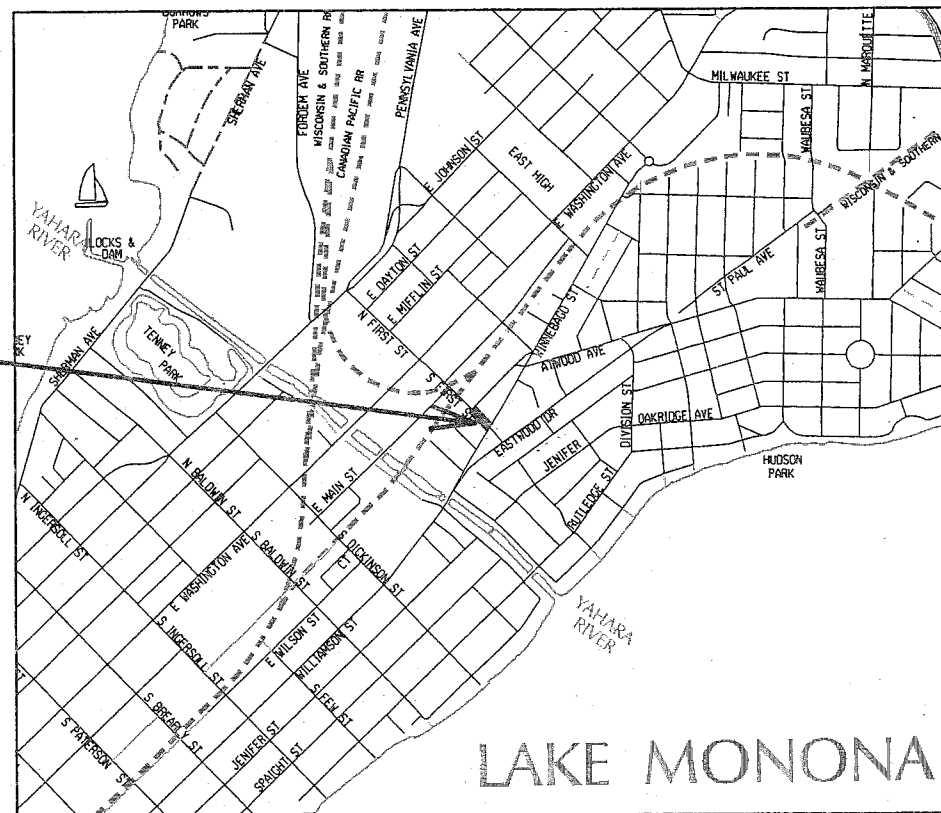 PARK
SHERMAN AVE
FORDEM AVE
WISCONSIN & SOUTHERN RR
CANADIAN PACIFIC RR
PENNSYLVANIA AVE
MILWAUKEE ST
N MARQUETTE
WAUBESA ST
E JOHNSON ST
EAST HIGH
E WASHINGTON AVE
WISCONSIN & SOUTHERN
YAHARA
RIVER
LOCKS &
DAM
E DAYTON ST
E MIFFLIN ST
N FIRST ST
ST PAUL AVE
WAUBESA ST
WINNEBAGO ST
SHERMAN AVE
TENNEY
PARK
ATWOOD AVE
S FIRST ST
EASTWOOD DR
DIVISION ST
OAKRIDGE AVE
JENIFER
HUDSON
PARK
RUTLEDGE ST
N BALDWIN ST
E MAIN ST
N INGERSOLL ST
E WASHINGTON AVE
S BALDWIN ST
S DICKINSON ST
CT
YAHARA
RIVER
S INGERSOLL ST
E WILSON ST
WILLIAMSON ST
S FEW ST
S BREARLY ST
S PATERSON ST
JENIFER ST
SPAIGHT ST
ST
LAKE MONONA